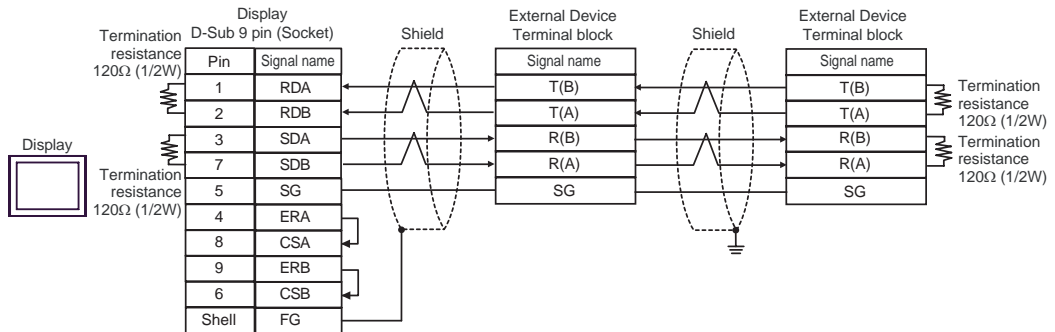 Display
D-Sub 9 pin (Socket)
Termination
resistance
120Ω (1/2W)
Shield
External Device
Terminal block
Shield
External Device
Terminal block
Pin Signal name
1 RDA
2 RDB
3 SDA
7 SDB
5 SG
4 ERA
8 CSA
9 ERB
6 CSB
Shell FG
Display
Termination
resistance
120Ω (1/2W)
Signal name
T(B)
T(A)
R(B)
R(A)
SG
Signal name
T(B)
T(A)
R(B)
R(A)
SG
Termination
resistance
120Ω (1/2W)
Termination
resistance
120Ω (1/2W)